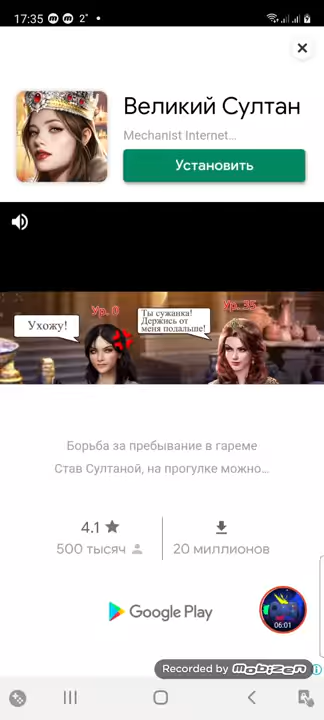 17:35
2°
Великий Султан
Mechanist Internet...
Установить
Ур. 0
Ур. 35
Ухожу!
Ты сужанка!
Держись от
меня подальше!
Борьба за пребывание в гареме
Став Султаной, на прогулке можно...
4.1
500 тысяч
20 миллионов
Google Play
06:01
Recorded by mobizen